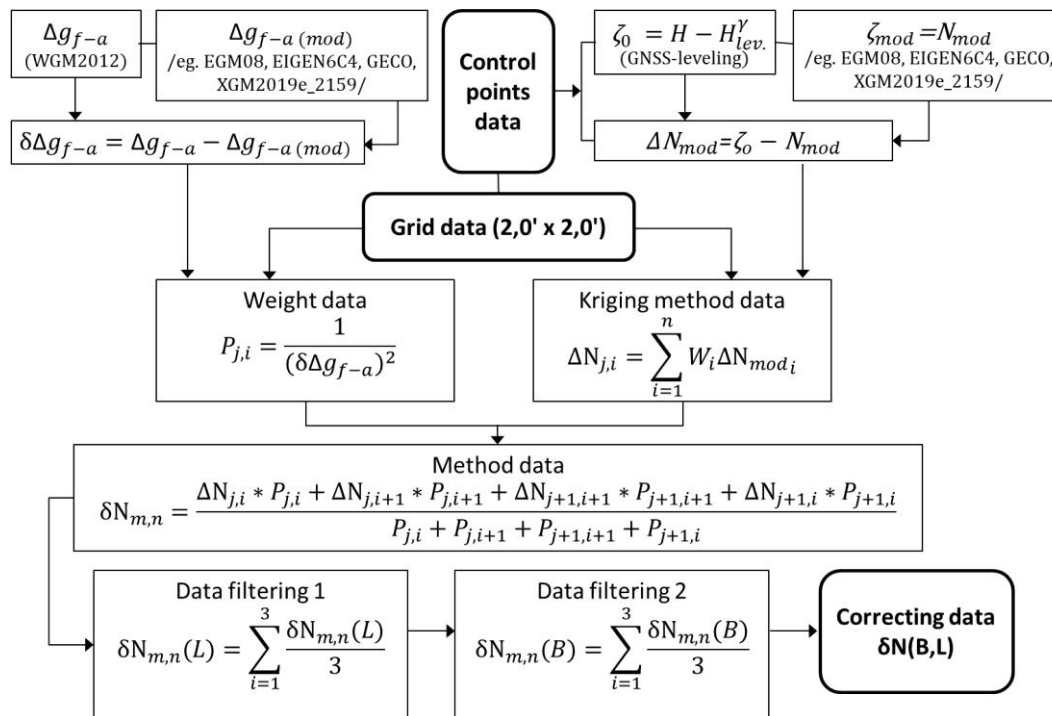 Δg_{f−a}
(WGM2012)
Δg_{f−a (mod)}
/eg. EGM08, EIGEN6C4, GECO,
XGM2019e_2159/
δΔg_{f−a} = Δg_{f−a} − Δg_{f−a (mod)}
Control
points
data
ζ_0 = H − H^γ_{lev.}
(GNSS-leveling)
ζ_{mod} = N_{mod}
/eg. EGM08, EIGEN6C4, GECO,
XGM2019e_2159/
ΔN_{mod}=ζ_o − N_{mod}
Grid data (2,0' x 2,0')
Weight data
P_{j,i} = 1 / (δΔg_{f−a})^2
Kriging method data
ΔN_{j,i} = ∑_{i=1}^{n} W_i ΔN_{mod_i}
Method data
δN_{m,n} = (ΔN_{j,i} * P_{j,i} + ΔN_{j,i+1} * P_{j,i+1} + ΔN_{j+1,i+1} * P_{j+1,i+1} + ΔN_{j+1,i} * P_{j+1,i}) / (P_{j,i} + P_{j,i+1} + P_{j+1,i+1} + P_{j+1,i})
Data filtering 1
δN_{m,n}(L) = ∑_{i=1}^{3} δN_{m,n}(L) / 3
Data filtering 2
δN_{m,n}(B) = ∑_{i=1}^{3} δN_{m,n}(B) / 3
Correcting data
δN(B,L)